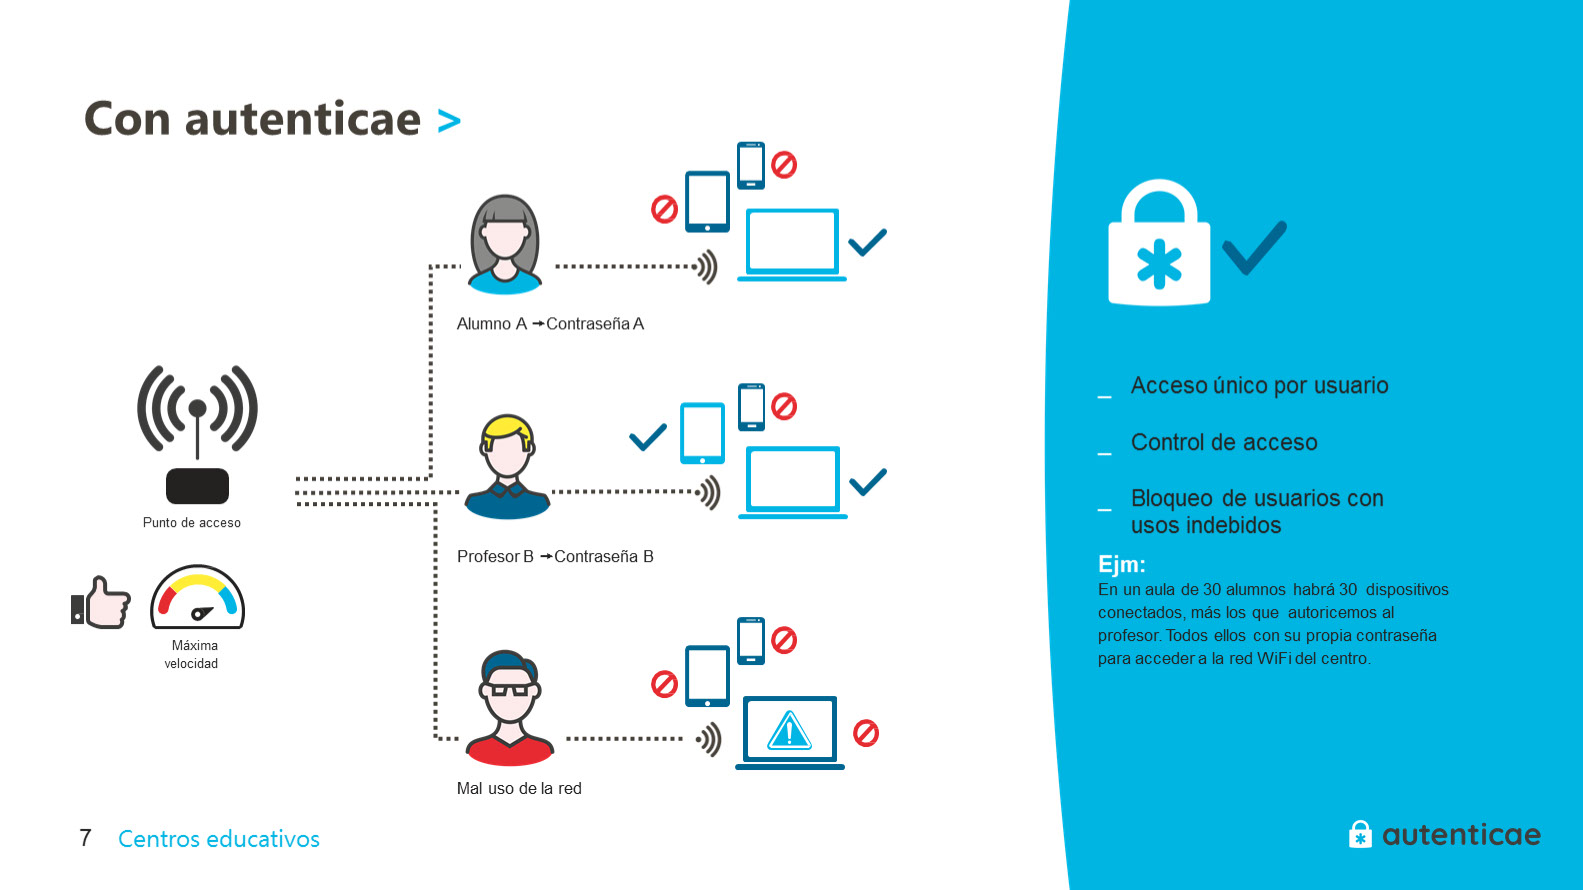 Con autenticae >
Alumno A → Contraseña A
Punto de acceso
Profesor B → Contraseña B
Máxima
velocidad
Mal uso de la red
_ Acceso único por usuario
_ Control de acceso
_ Bloqueo de usuarios con
usos indebidos
Ejm:
En un aula de 30 alumnos habrá 30 dispositivos
conectados, más los que autoricemos al
profesor. Todos ellos con su propia contraseña
para acceder a la red WiFi del centro.
7 Centros educativos
autenticae